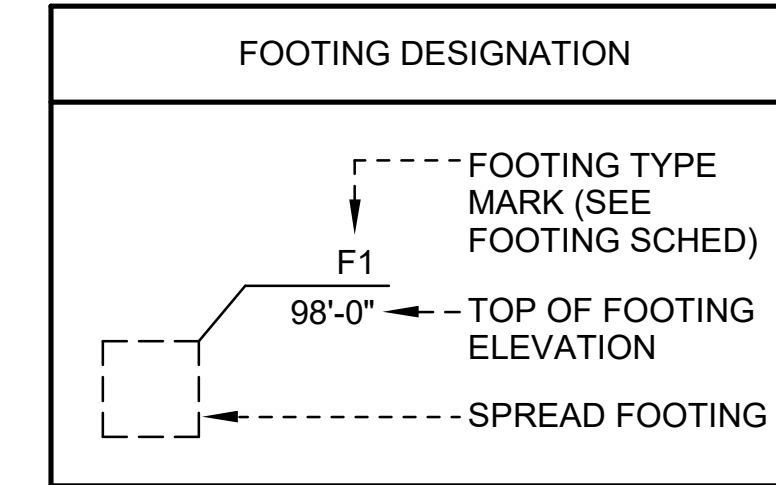 FOOTING DESIGNATION
FOOTING TYPE
MARK (SEE
FOOTING SCHED)
F1
98'-0"
TOP OF FOOTING
ELEVATION
SPREAD FOOTING